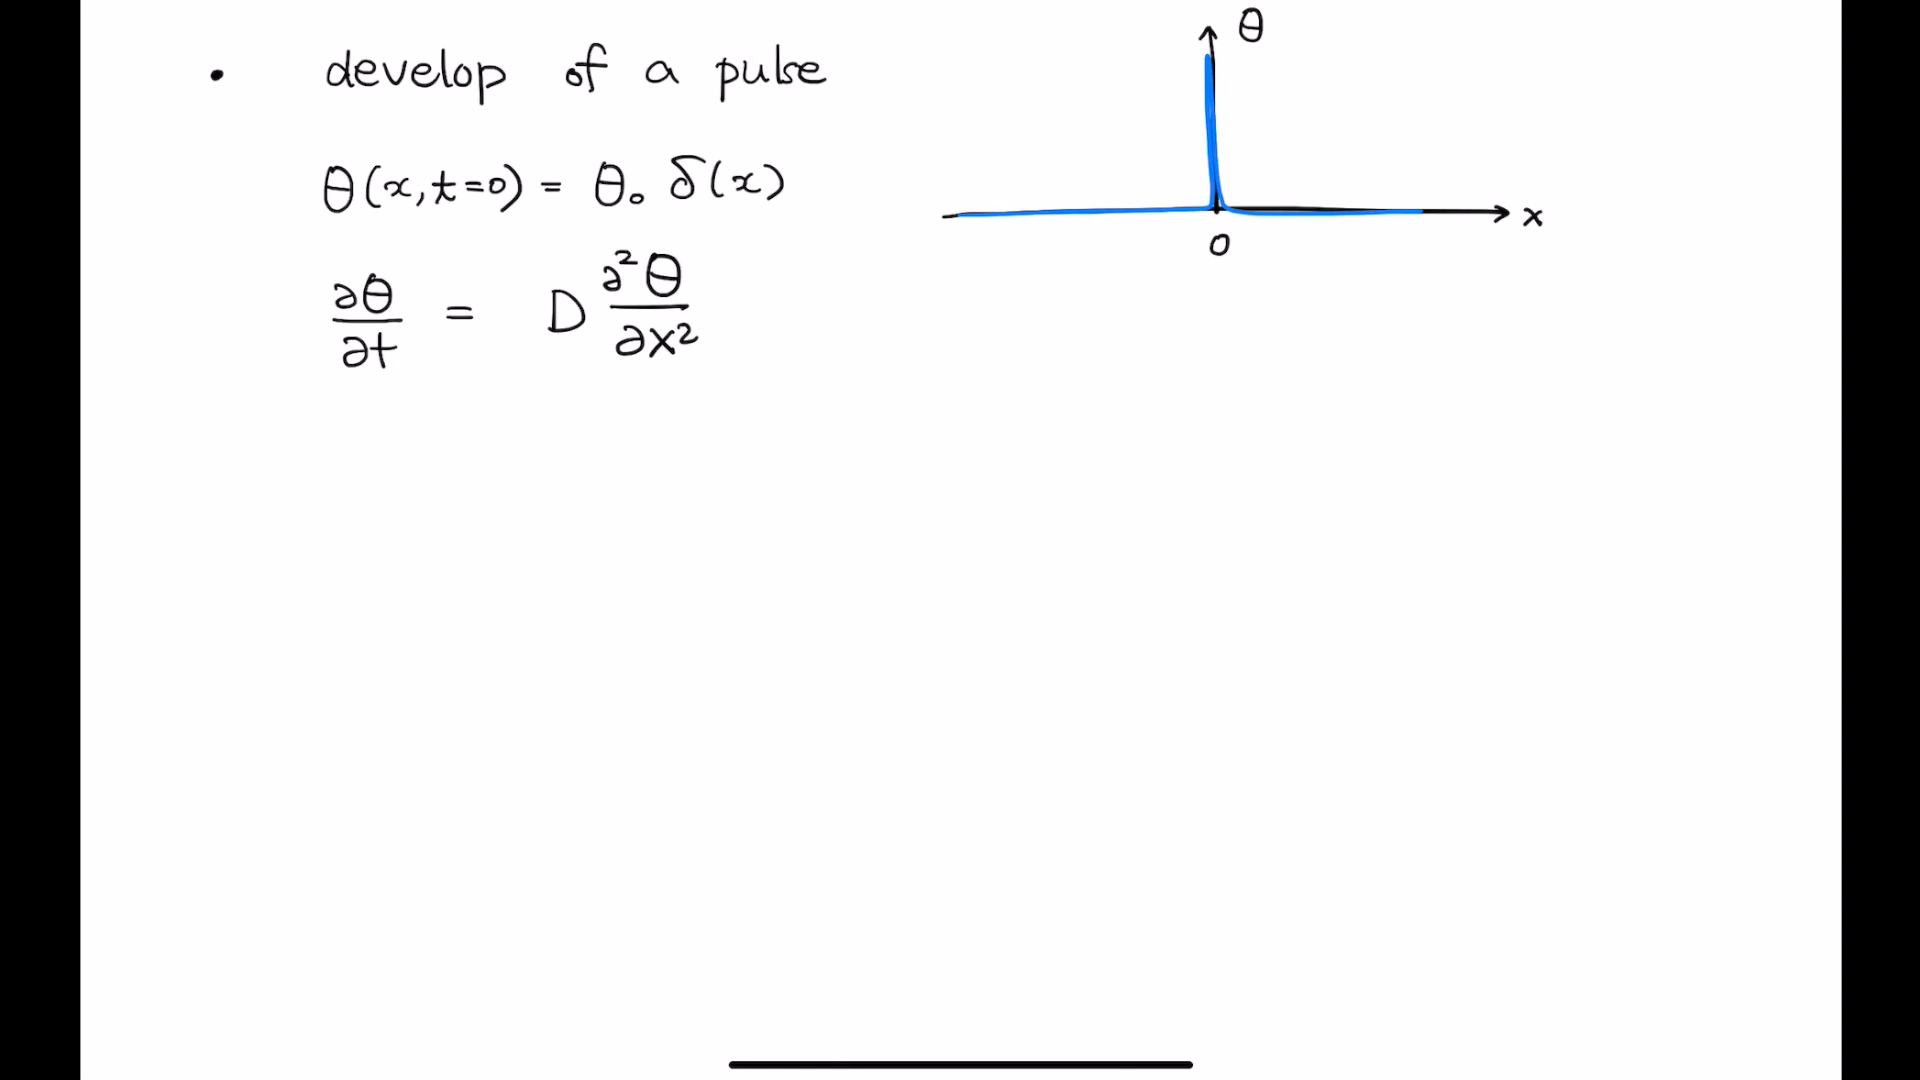 • develop of a pulse
θ(x,t=0) = θ₀ δ(x)
∂θ/∂t = D ∂²θ/∂x²
θ
x
0